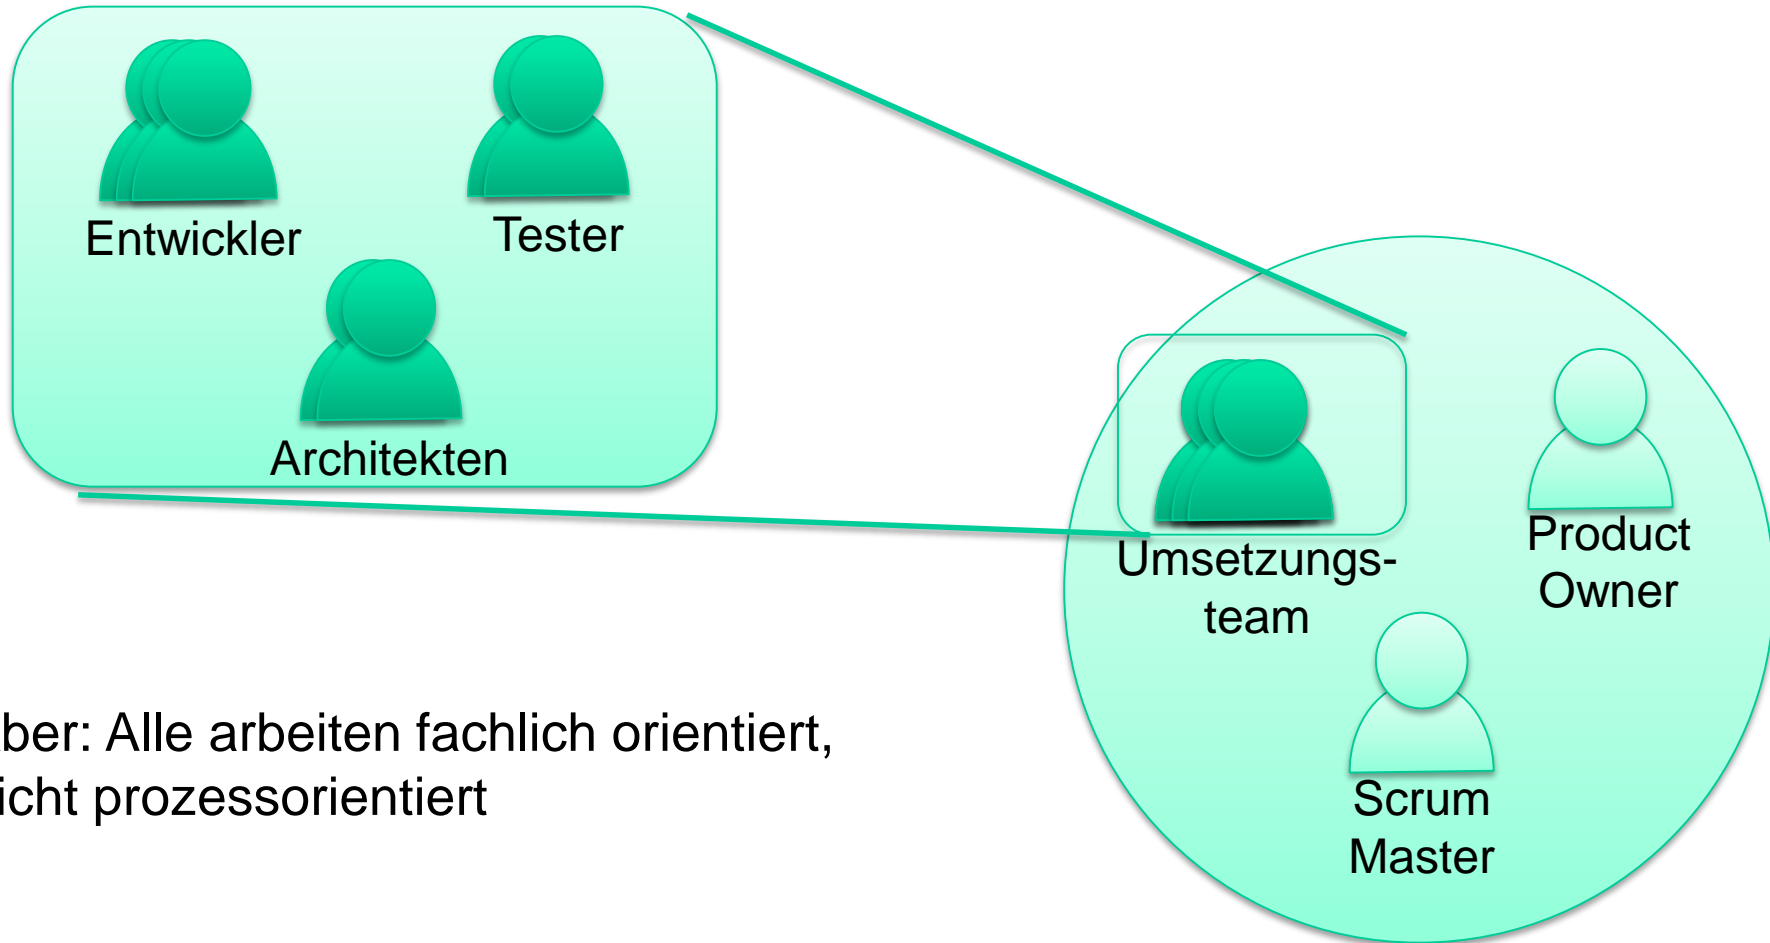 Entwickler
Tester
Architekten
Umsetzungs-
team
Product
Owner
Scrum
Master
ber: Alle arbeiten fachlich orientiert,
icht prozessorientiert